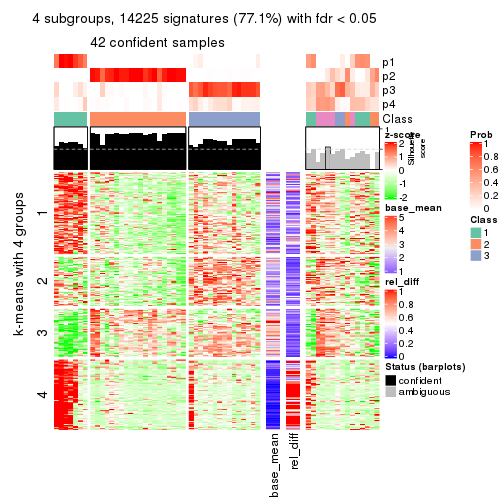 4 subgroups, 14225 signatures (77.1%) with fdr < 0.05
42 confident samples
p1
p2
p3
p4
Class
k-means with 4 groups
1
2
3
4
1
Silhouette
score
base_mean
rel_diff
z-score
2
1
0
-1
-2
base_mean
5
4
3
2
1
rel_diff
1
0.8
0.6
0.4
0.2
0
Status (barplots)
confident
ambiguous
Prob
1
0.8
0.6
0.4
0.2
0
Class
1
2
3